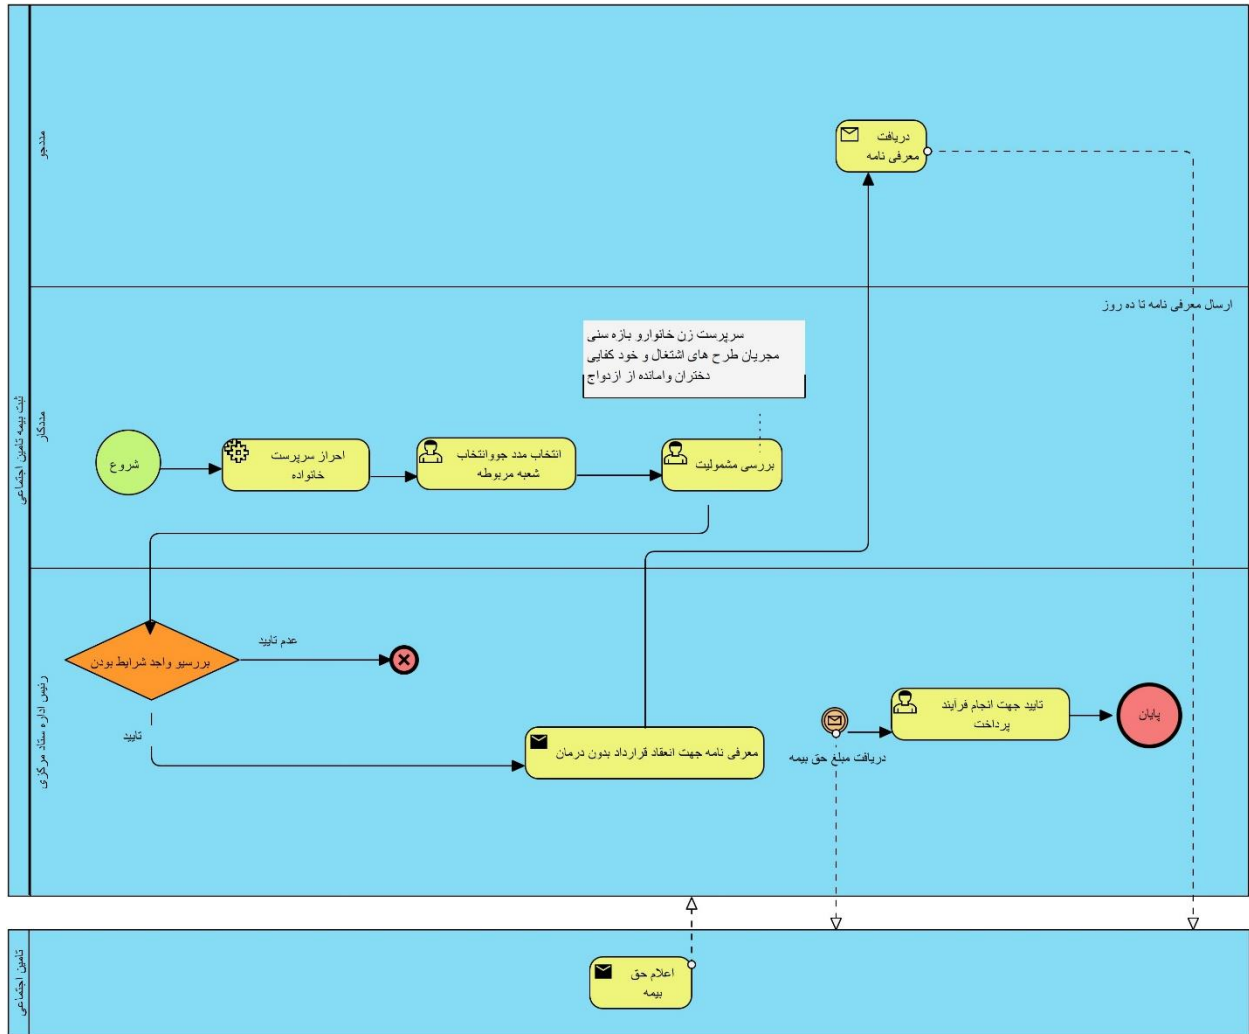 ثبت بیمه تامین اجتماعی
مددجو
دریافت
معرفی نامه
ارسال معرفی نامه تا ده روز
مددکار
سرپرست زن خانوارو بازه سنی
مجریان طرح های اشتغال و خود کفایی
دختران وامانده از ازدواج
شروع
احراز سرپرست
خانواده
انتخاب مدد جووانتخاب
شعبه مربوطه
بررسی مشمولیت
رئیس اداره ستاد مرکزی
بررسیو واجد شرایط بودن
عدم تایید
تایید
معرفی نامه جهت انعقاد قرارداد بدون درمان
دریافت مبلغ حق بیمه
تایید جهت انجام فرآیند
پرداخت
پایان
تامین اجتماعی
اعلام حق
بیمه